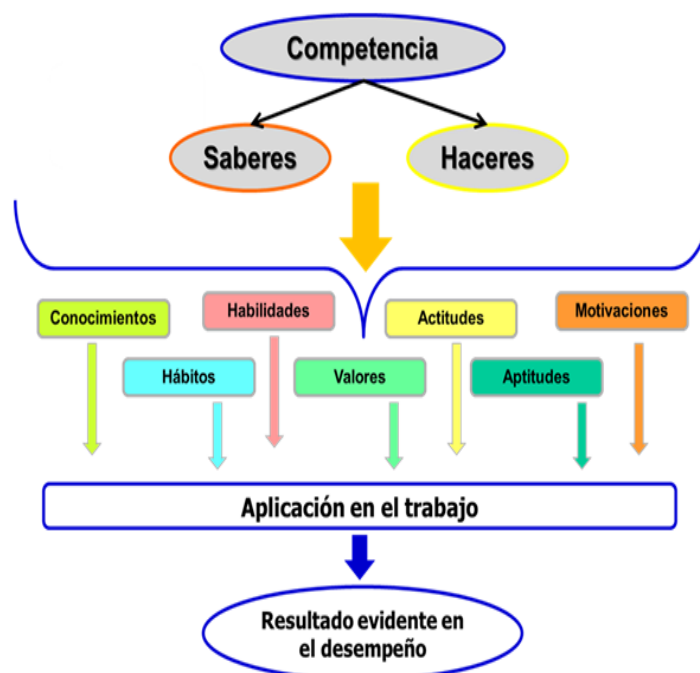 Competencia
Saberes
Haceres
Conocimientos
Habilidades
Actitudes
Motivaciones
Hábitos
Valores
Aptitudes
Aplicación en el trabajo
Resultado evidente en
el desempeño